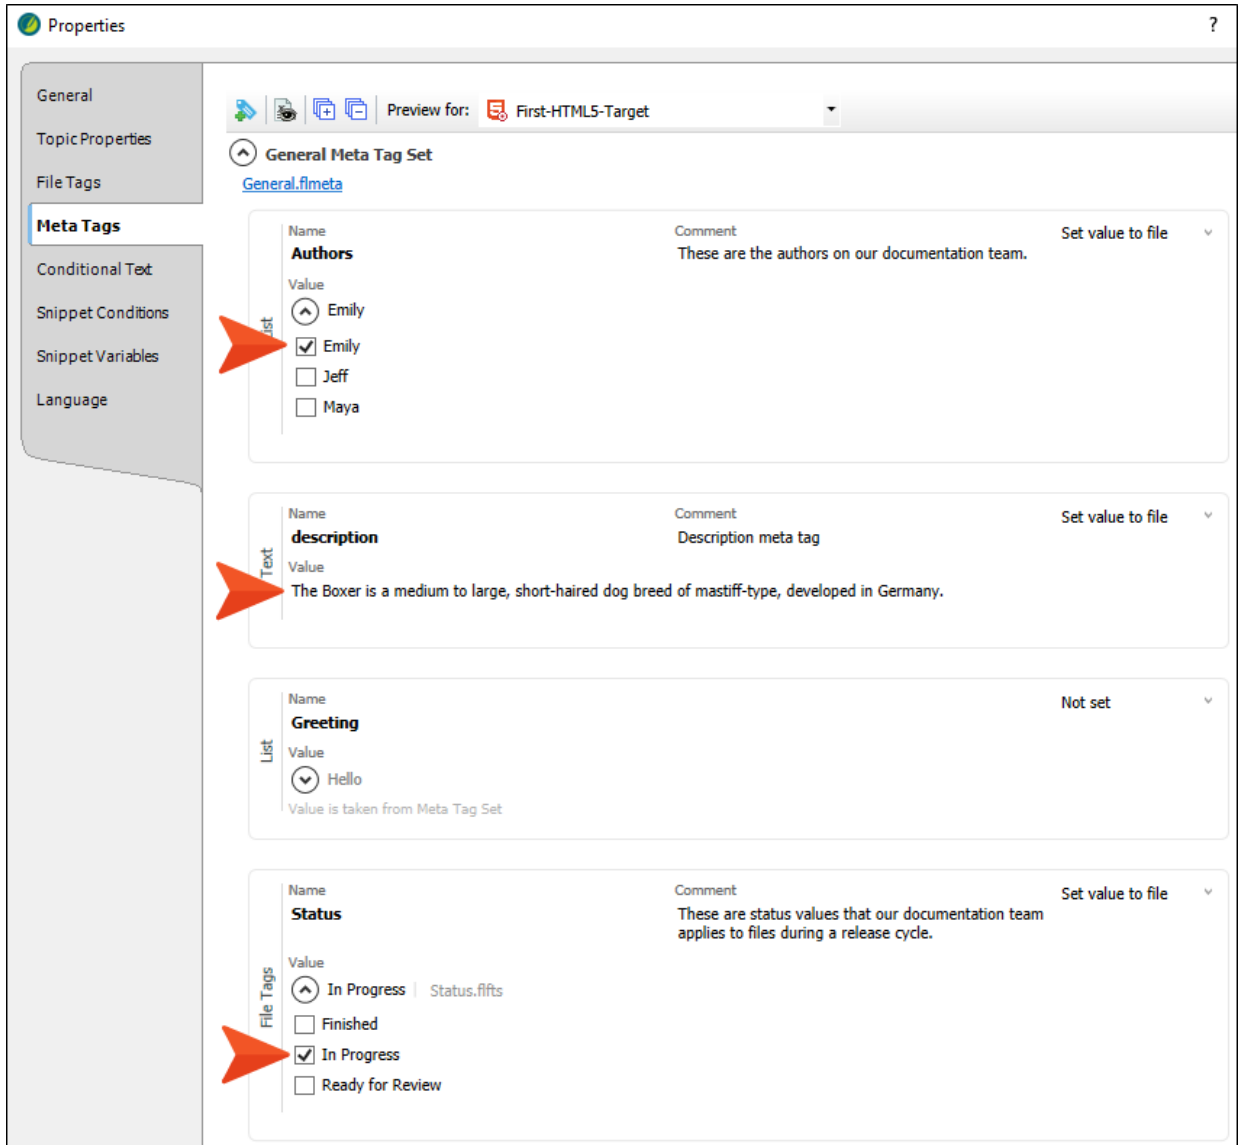 Properties
?
General
Topic Properties
File Tags
Meta Tags
Conditional Text
Snippet Conditions
Snippet Variables
Language
Preview for: First-HTML5-Target
General Meta Tag Set
General.flmeta
Name
Authors
Comment
These are the authors on our documentation team.
Set value to file
Value
Emily
Emily
Jeff
Maya
Name
description
Comment
Description meta tag
Set value to file
Text
Value
The Boxer is a medium to large, short-haired dog breed of mastiff-type, developed in Germany.
Name
Greeting
Not set
List
Value
Hello
Value is taken from Meta Tag Set
Name
Status
Comment
These are status values that our documentation team
applies to files during a release cycle.
Set value to file
File Tags
Value
In Progress Status.flfts
Finished
In Progress
Ready for Review